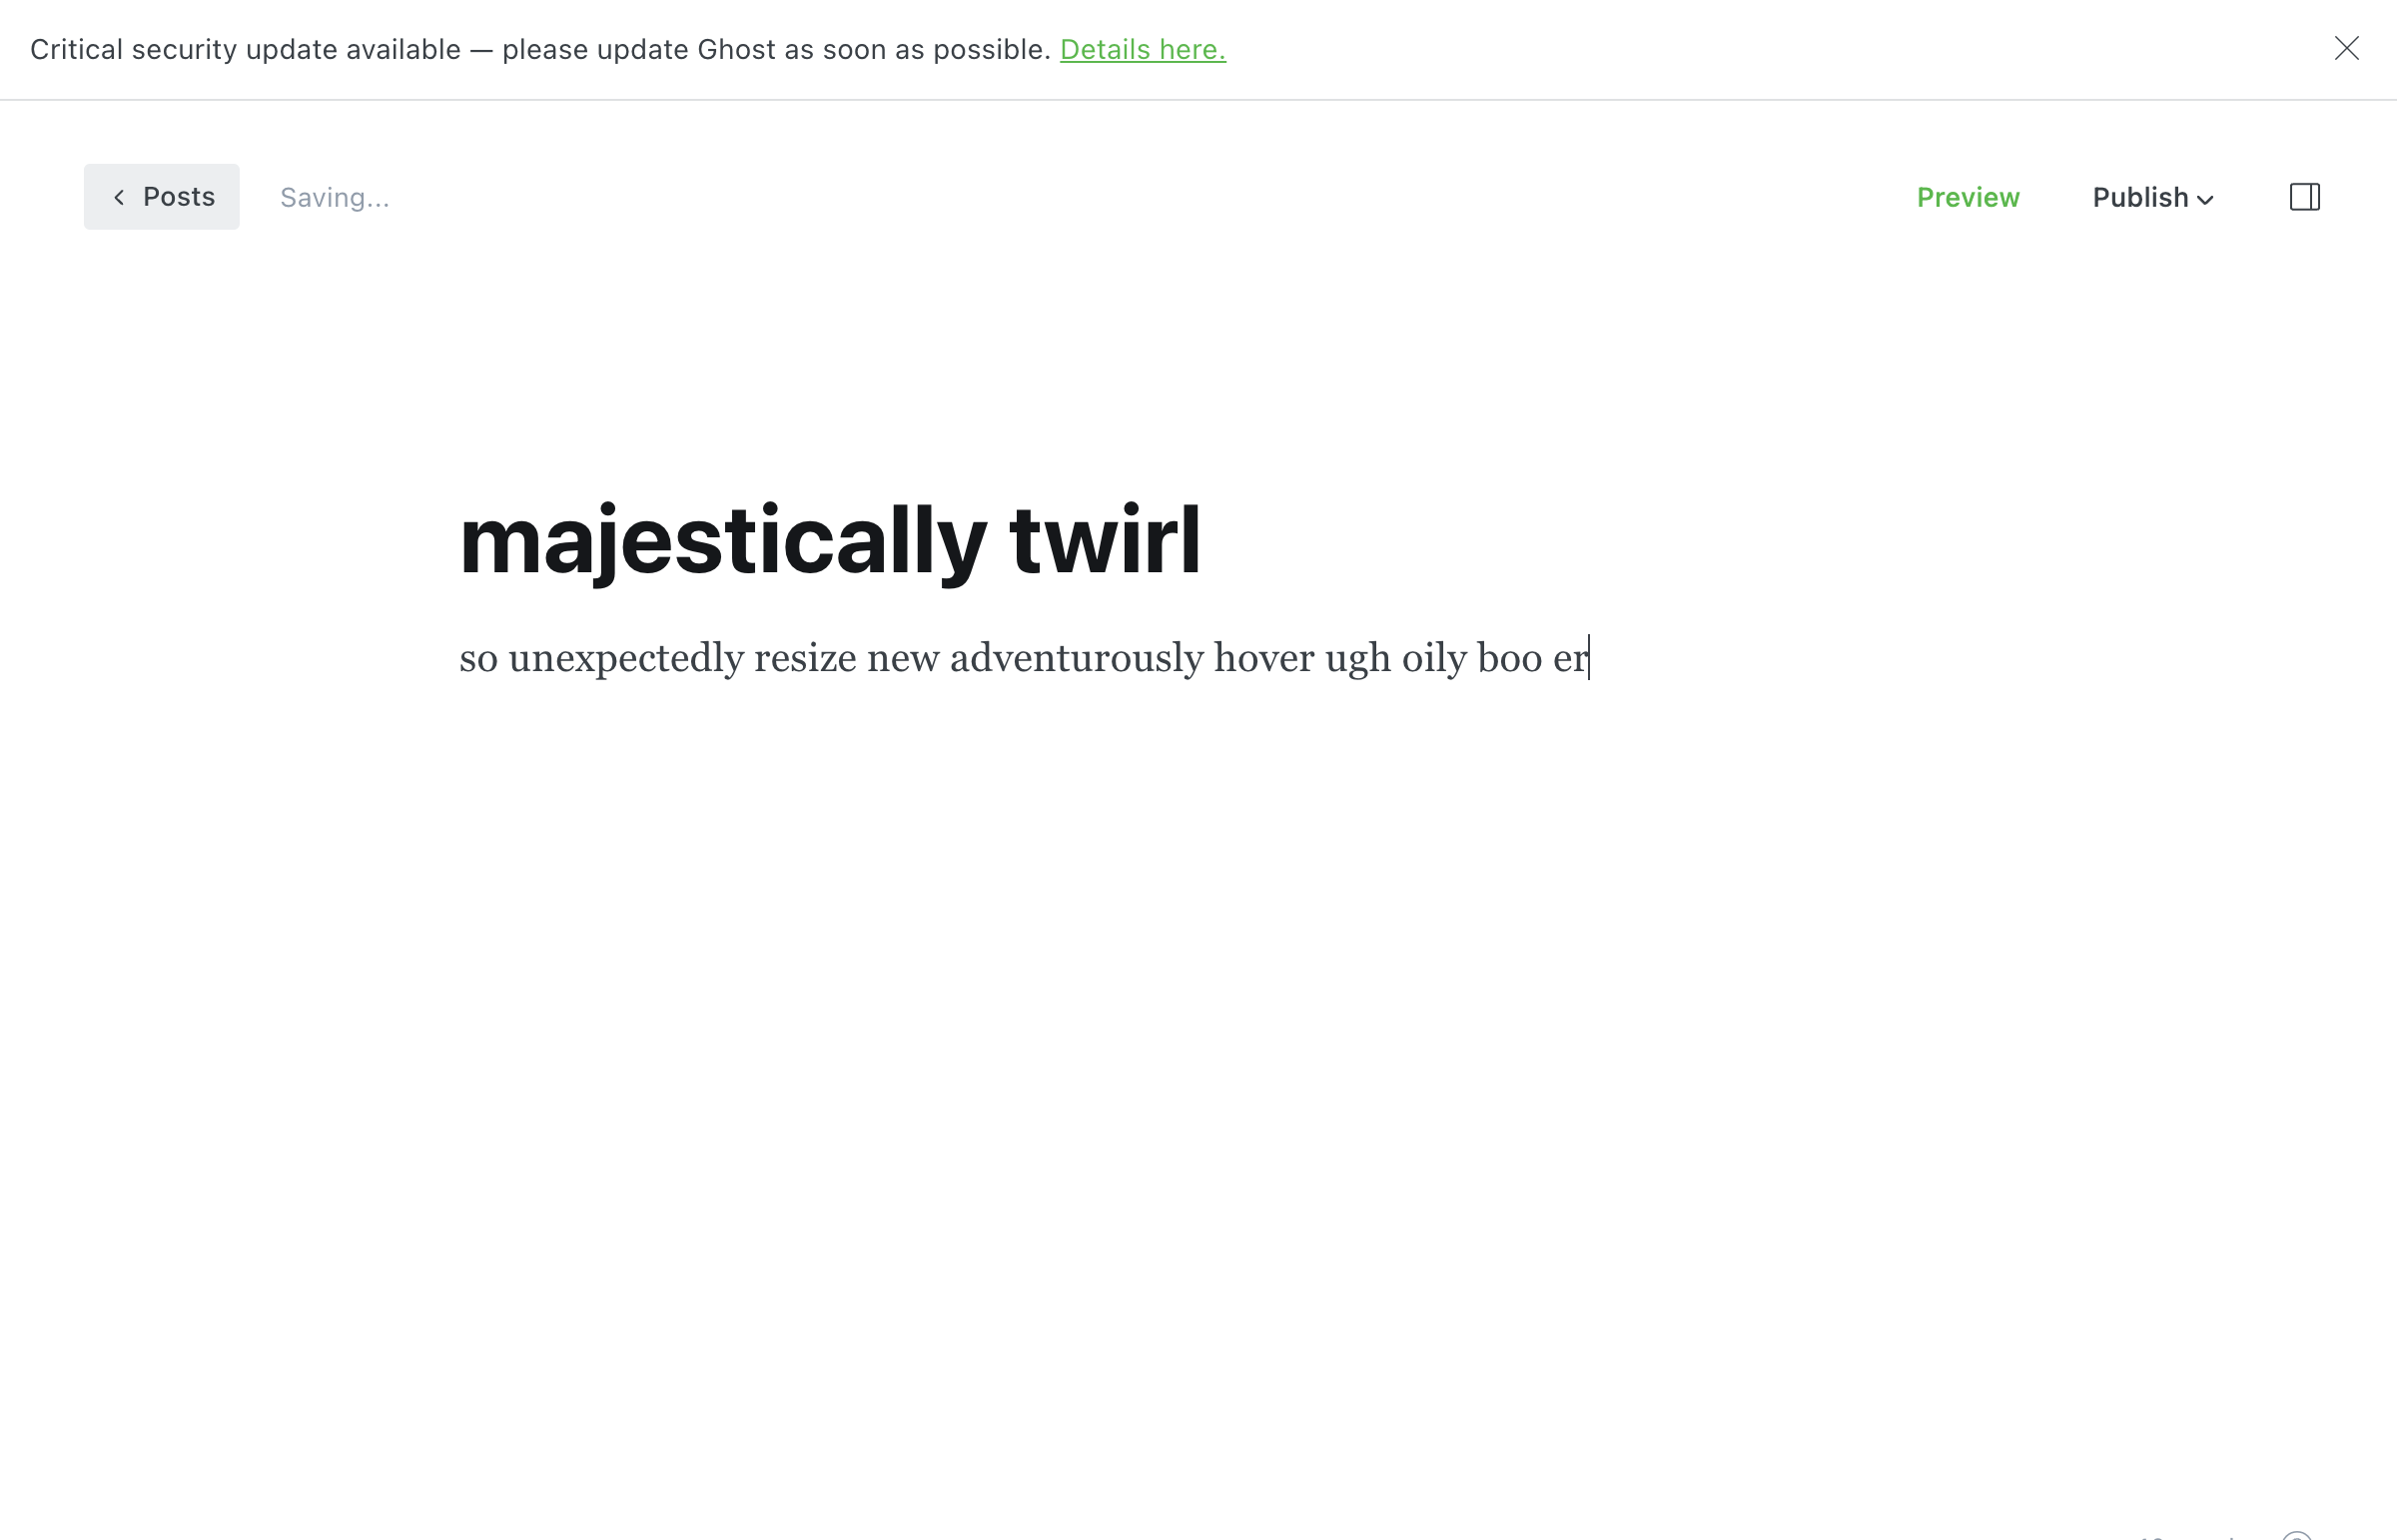 Critical security update available — please update Ghost as soon as possible. Details here.
Posts Saving... Preview Publish
majestically twirl
so unexpectedly resize new adventurously hover ugh oily boo er